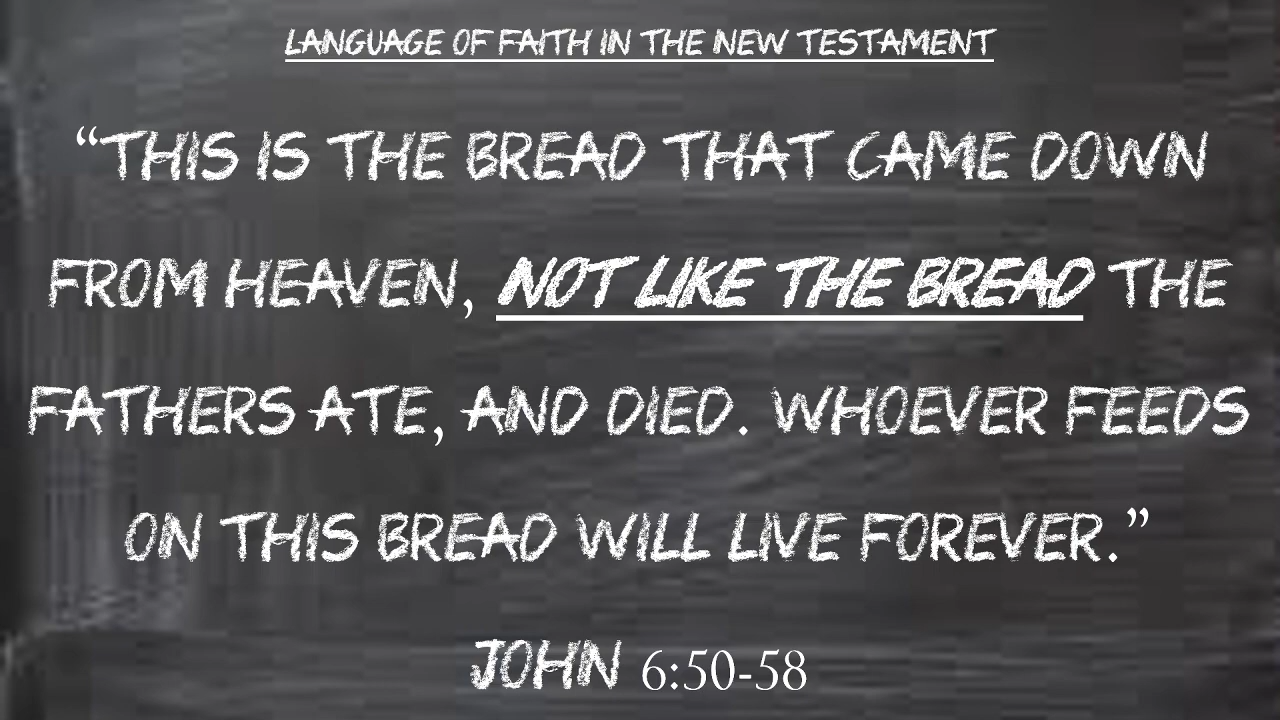 LANGUAGE OF FAITH IN THE NEW TESTAMENT
“THIS IS THE BREAD THAT CAME DOWN
FROM HEAVEN, NOT LIKE THE BREAD THE
FATHERS ATE, AND DIED. WHOEVER FEEDS
ON THIS BREAD WILL LIVE FOREVER.”
JOHN 6:50-58